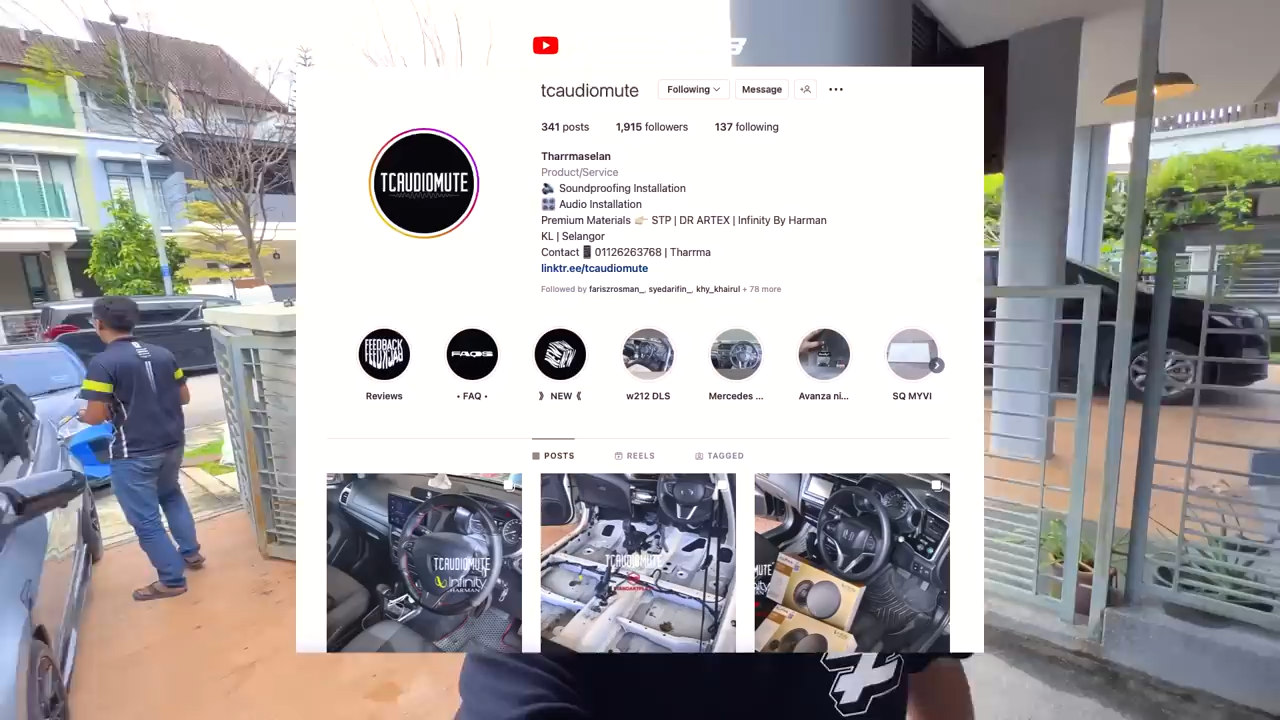 tcaudiomute Following Message
341 posts 1,915 followers 137 following
Tharrmaselan
Product/Service
Soundproofing Installation
Audio Installation
Premium Materials 👉🏻 STP | DR ARTEX | Infinity By Harman
KL | Selangor
Contact 📱 01126263768 | Tharrma
linktr.ee/tcaudiomute
Followed by fariszrosman_, syedarifin_, khy_khairul + 78 more
TCAUDIOMUTE
FEEDBACK
FAQS
Reviews
• FAQ •
》 NEW 《
w212 DLS
Mercedes ...
Avanza ni...
SQ MYVI
POSTS
REELS
TAGGED
TCAUDIOMUTE
Infinity
HARMAN
TCAUDIOMUTE